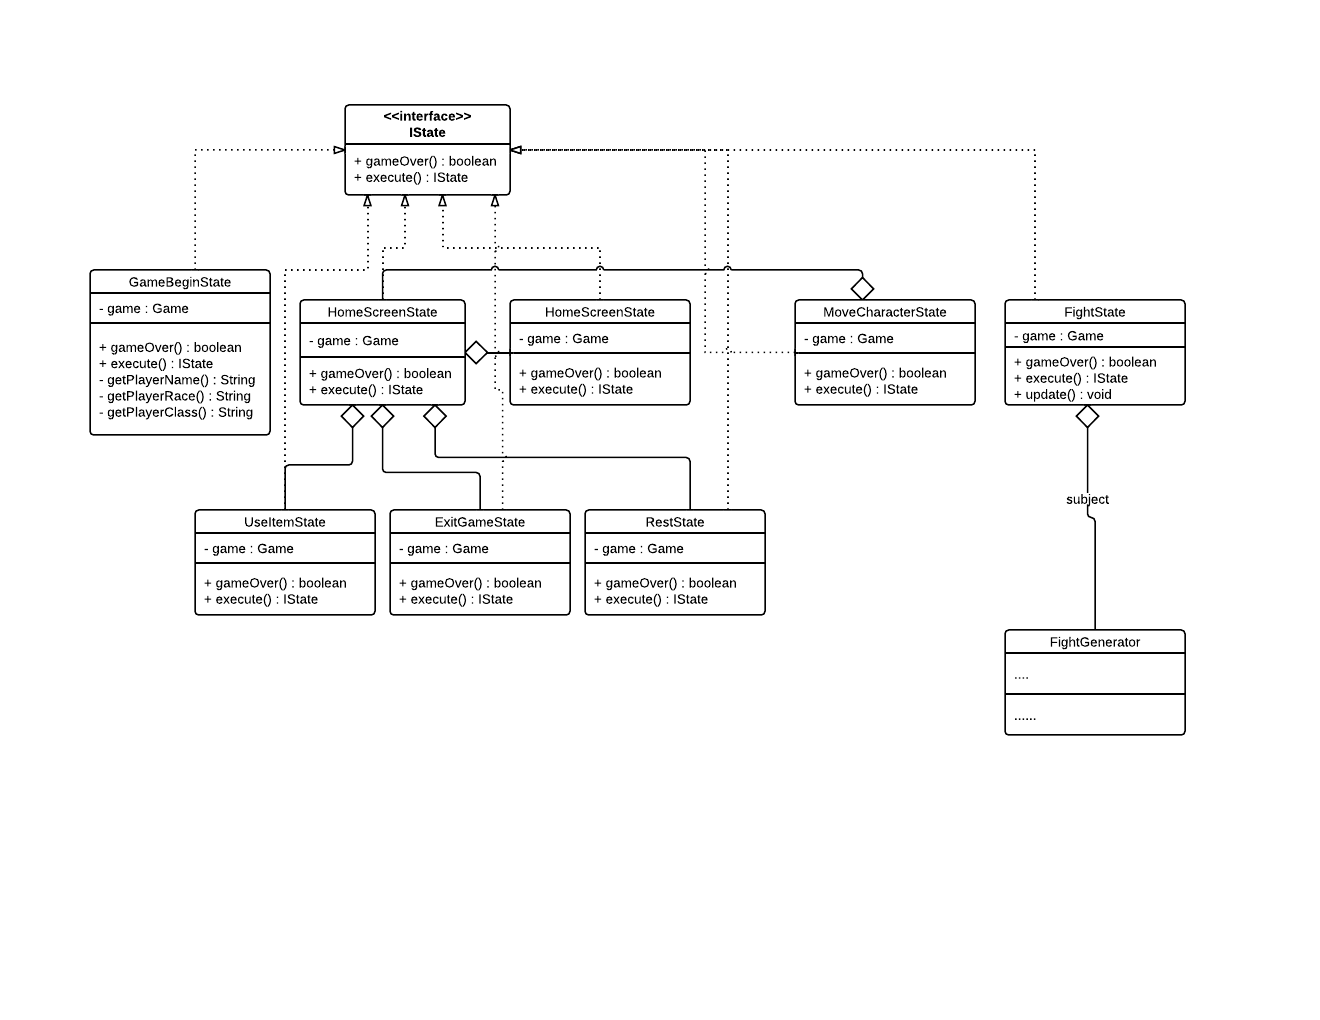 <<interface>>
IState
+ gameOver() : boolean
+ execute() : IState
GameBeginState
- game : Game
+ gameOver() : boolean
+ execute() : IState
- getPlayerName() : String
- getPlayerRace() : String
- getPlayerClass() : String
HomeScreenState
- game : Game
+ gameOver() : boolean
+ execute() : IState
HomeScreenState
- game : Game
+ gameOver() : boolean
+ execute() : IState
MoveCharacterState
- game : Game
+ gameOver() : boolean
+ execute() : IState
FightState
- game : Game
+ gameOver() : boolean
+ execute() : IState
+ update() : void
subject
UseItemState
- game : Game
+ gameOver() : boolean
+ execute() : IState
ExitGameState
- game : Game
+ gameOver() : boolean
+ execute() : IState
RestState
- game : Game
+ gameOver() : boolean
+ execute() : IState
FightGenerator
....
......